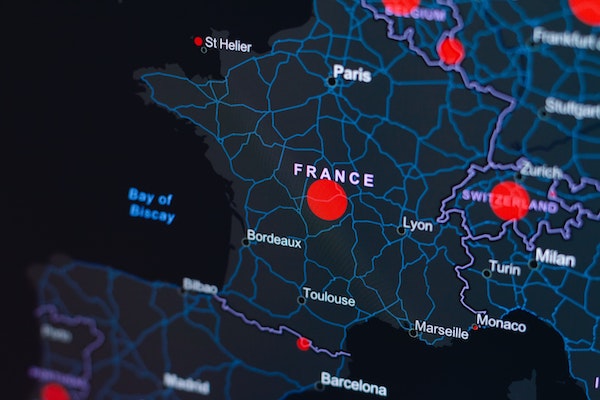 BELGIUM
St Helier
Frankfurt
Paris
Stuttgart
Zurich
FRANCE
SWITZERLAND
Bay of
Biscay
Lyon
Bordeaux
Milan
Turin
Bilbao
Toulouse
Marseille
Monaco
Madrid
Barcelona